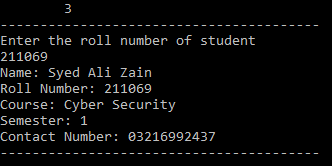 3
----------------------------------------
Enter the roll number of student
211069
Name: Syed Ali Zain
Roll Number: 211069
Course: Cyber Security
Semester: 1
Contact Number: 03216992437
----------------------------------------